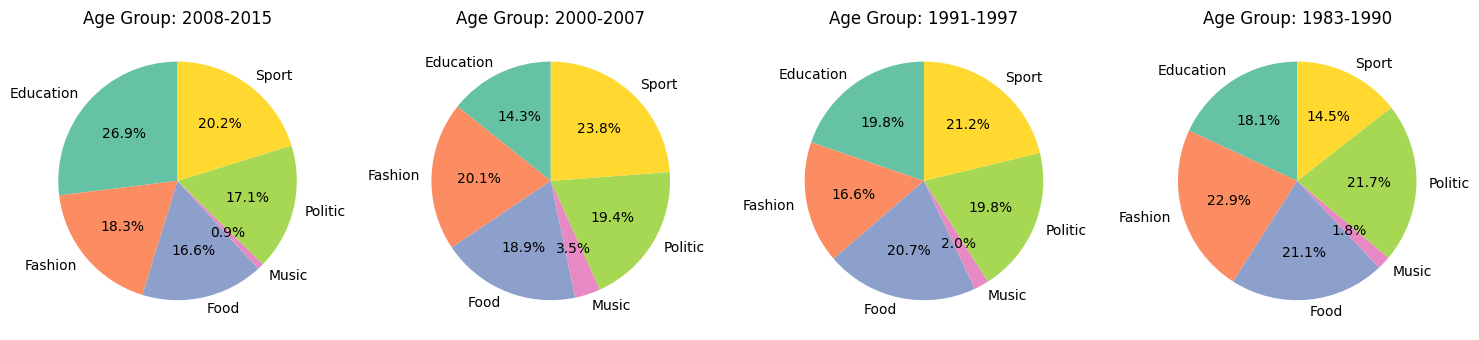 Age Group: 2008-2015
Education
Sport
26.9%
20.2%
17.1%
Politic
18.3%
0.9%
16.6%
Fashion
Music
Food
Age Group: 2000-2007
Education
Sport
14.3%
23.8%
Fashion
20.1%
19.4%
18.9%
3.5%
Politic
Food
Music
Age Group: 1991-1997
Education
Sport
19.8%
21.2%
Fashion
16.6%
19.8%
Politic
20.7%
2.0%
Music
Food
Age Group: 1983-1990
Sport
Education
18.1%
14.5%
21.7%
Politic
22.9%
Fashion
1.8%
21.1%
Music
Food